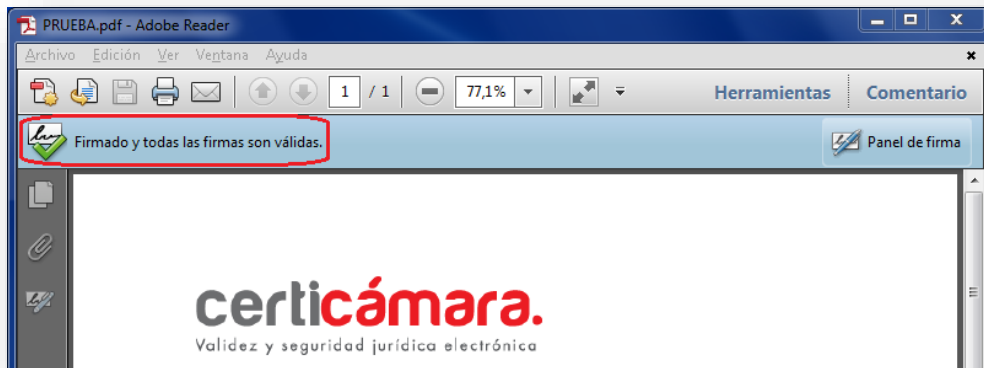 PRUEBA.pdf - Adobe Reader
Archivo Edición Ver Ventana Ayuda
1 / 1 77,1% Herramientas Comentario
Firmado y todas las firmas son válidas. Panel de firma
certicámara.
Validez y seguridad jurídica electrónica